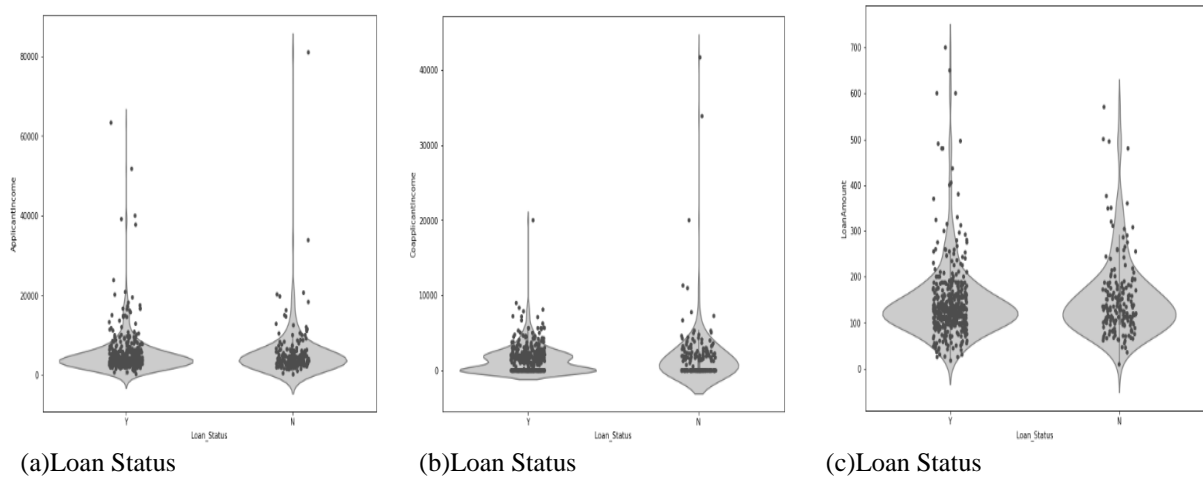 80000
60000
40000
20000
0
ApplicantIncome
Y
N
Loan_Status
40000
30000
20000
10000
0
CoapplicantIncome
Y
N
Loan_Status
700
600
500
400
300
200
100
0
LoanAmount
Y
N
Loan_Status
(a)Loan Status
(b)Loan Status
(c)Loan Status